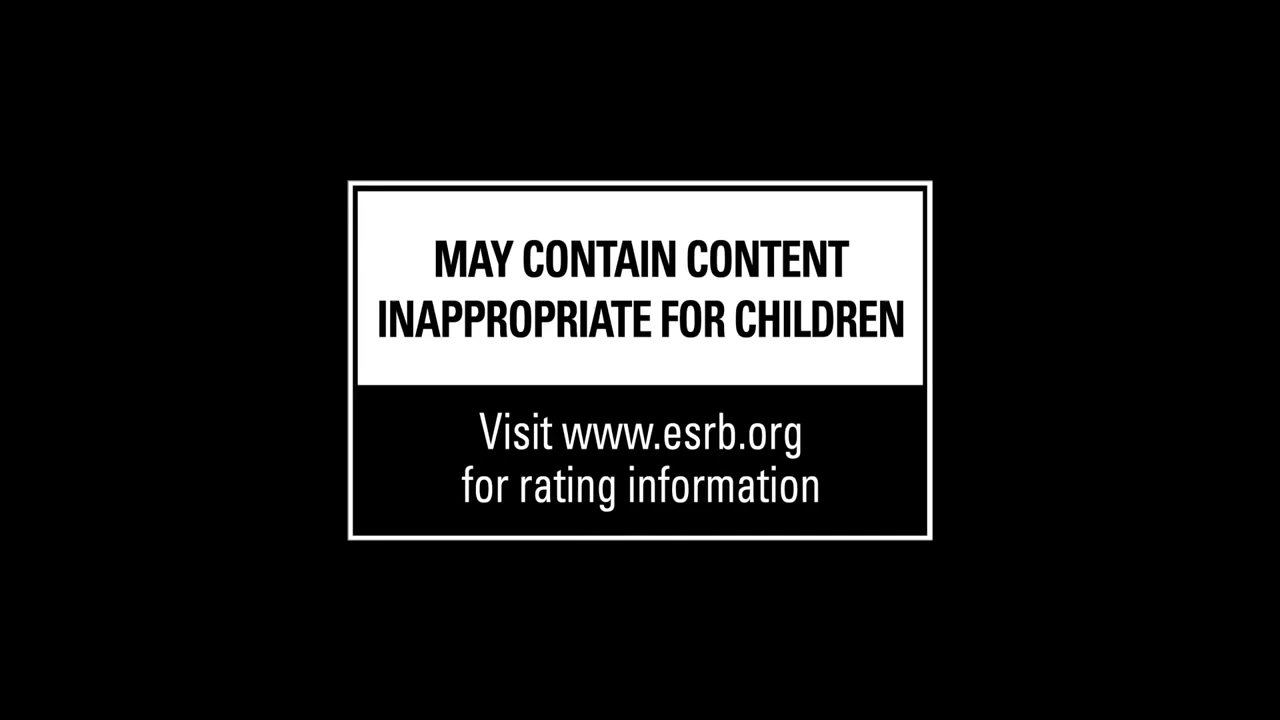 MAY CONTAIN CONTENT
INAPPROPRIATE FOR CHILDREN
Visit www.esrb.org
for rating information